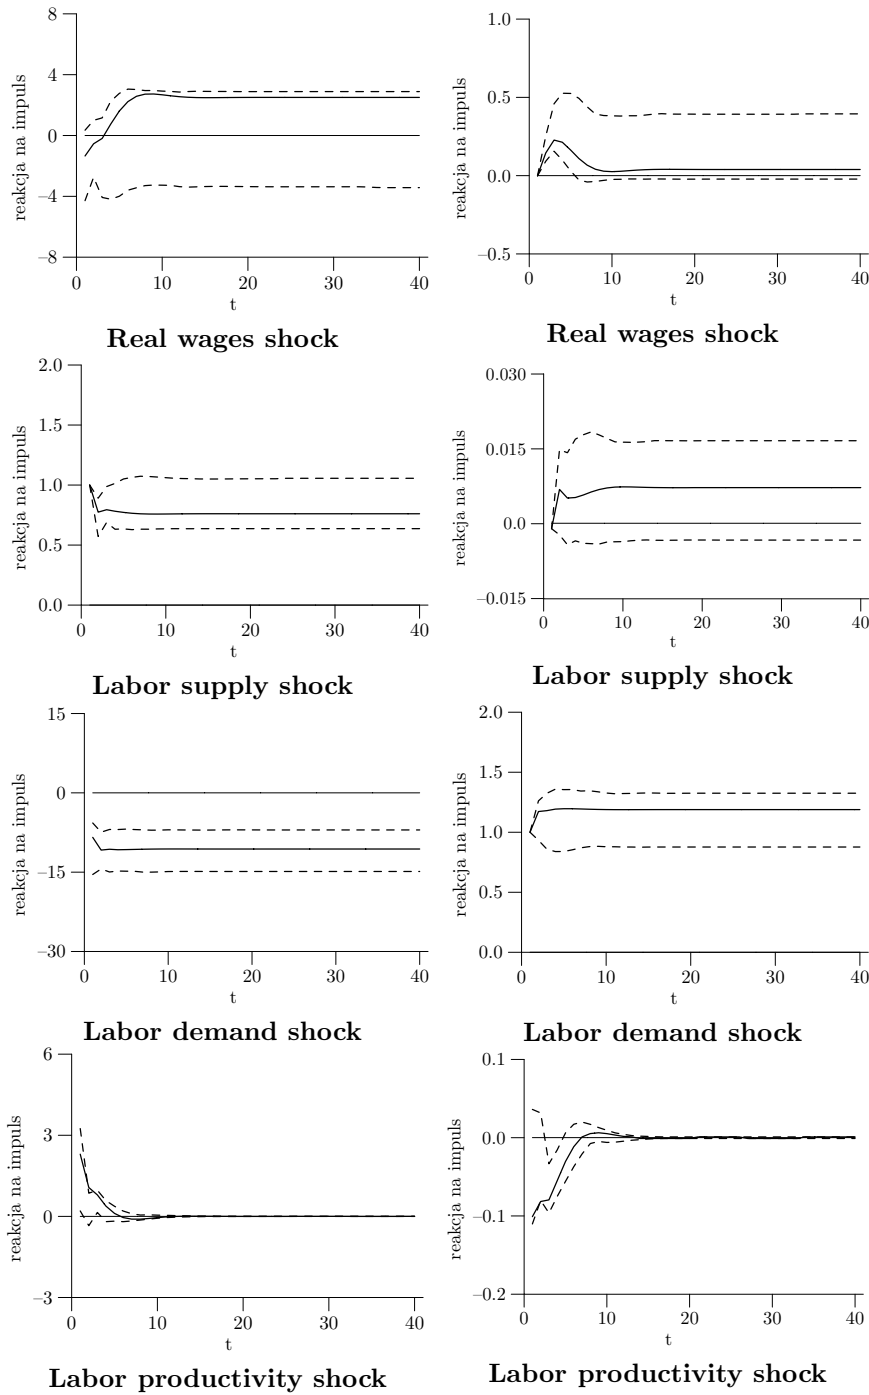 8
4
0
−4
−8
reakcja na impuls
0 10 20 30 40
t
Real wages shock
1.0
0.5
0.0
−0.5
reakcja na impuls
0 10 20 30 40
t
Real wages shock
2.0
1.5
1.0
0.5
0.0
reakcja na impuls
0 10 20 30 40
t
Labor supply shock
0.030
0.015
0.0
−0.015
reakcja na impuls
0 10 20 30 40
t
Labor supply shock
15
0
−15
−30
reakcja na impuls
0 10 20 30 40
t
Labor demand shock
2.0
1.5
1.0
0.5
0.0
reakcja na impuls
0 10 20 30 40
t
Labor demand shock
6
3
0
−3
reakcja na impuls
0 10 20 30 40
t
Labor productivity shock
0.1
0.0
−0.1
−0.2
reakcja na impuls
0 10 20 30 40
t
Labor productivity shock